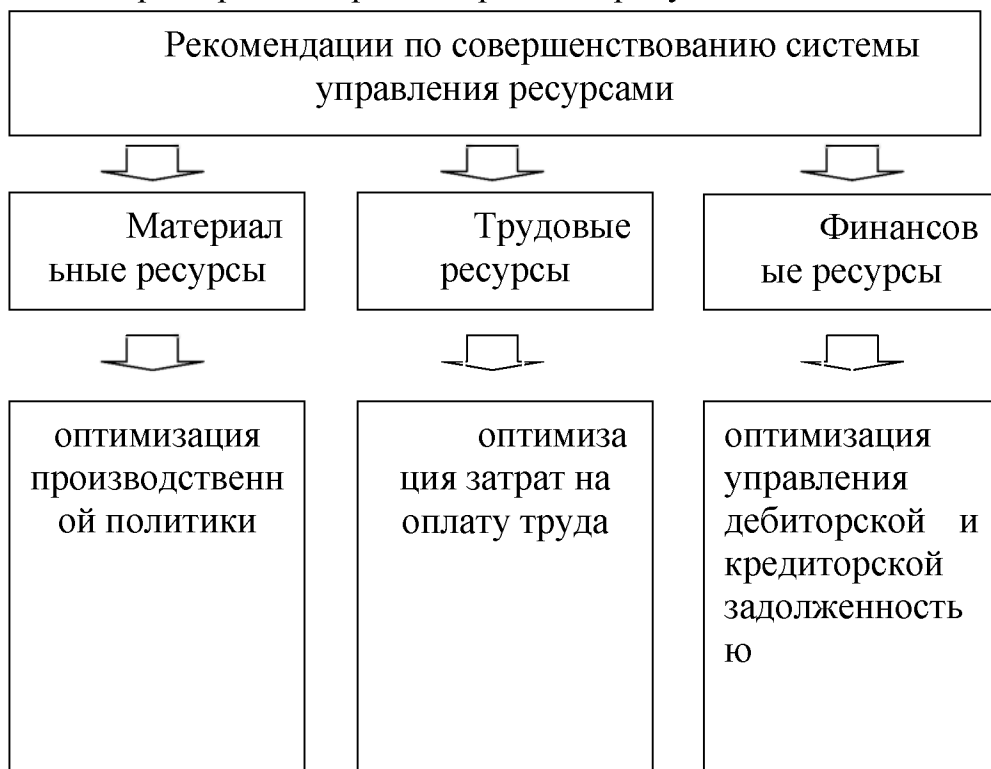 Рекомендации по совершенствованию системы
управления ресурсами
Материал
ьные ресурсы
Трудовые
ресурсы
Финансов
ые ресурсы
оптимизация
производственн
ой политики
оптимиза
ция затрат на
оплату труда
оптимизация
управления
дебиторской и
кредиторской
задолженность
ю